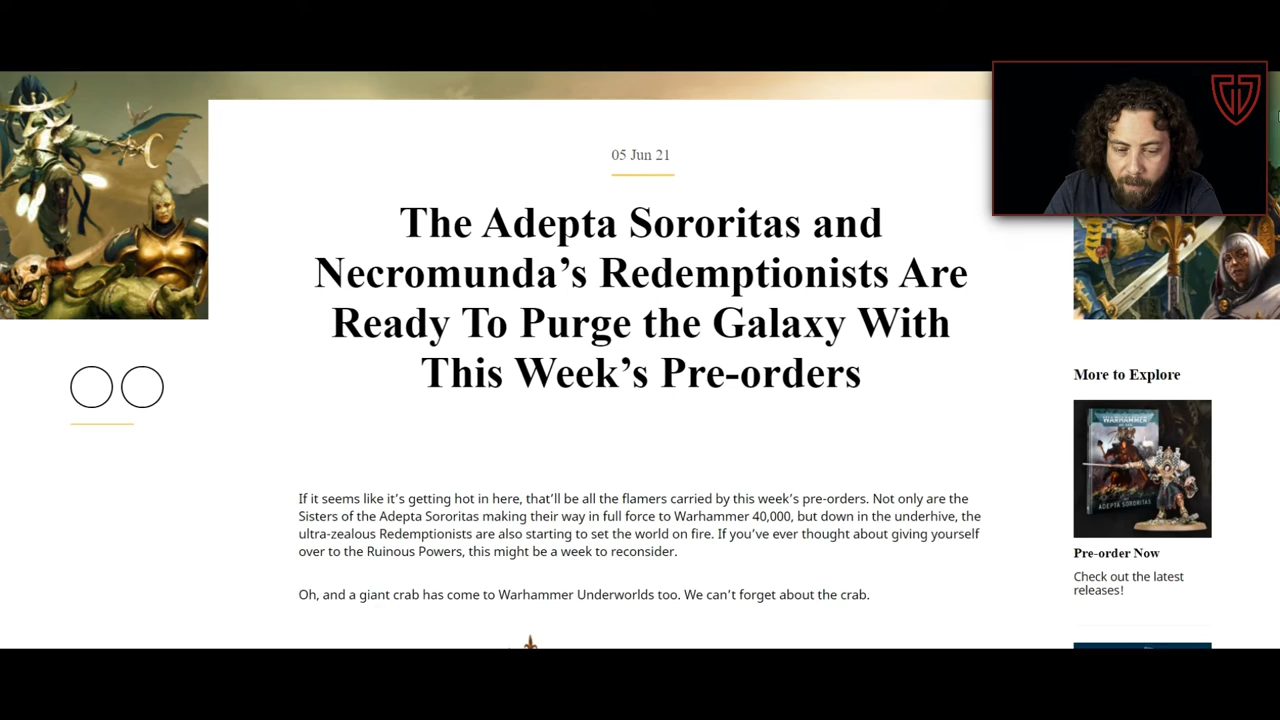 05 Jun 21
The Adepta Sororitas and
Necromunda’s Redemptionists Are
Ready To Purge the Galaxy With
This Week’s Pre-orders
If it seems like it’s getting hot in here, that’ll be all the flamers carried by this week’s pre-orders. Not only are the
Sisters of the Adepta Sororitas making their way in full force to Warhammer 40,000, but down in the underhive, the
ultra-zealous Redemptionists are also starting to set the world on fire. If you’ve ever thought about giving yourself
over to the Ruinous Powers, this might be a week to reconsider.
Oh, and a giant crab has come to Warhammer Underworlds too. We can’t forget about the crab.
More to Explore
WARHAMMER
ADEPTA SORORITAS
Pre-order Now
Check out the latest
releases!